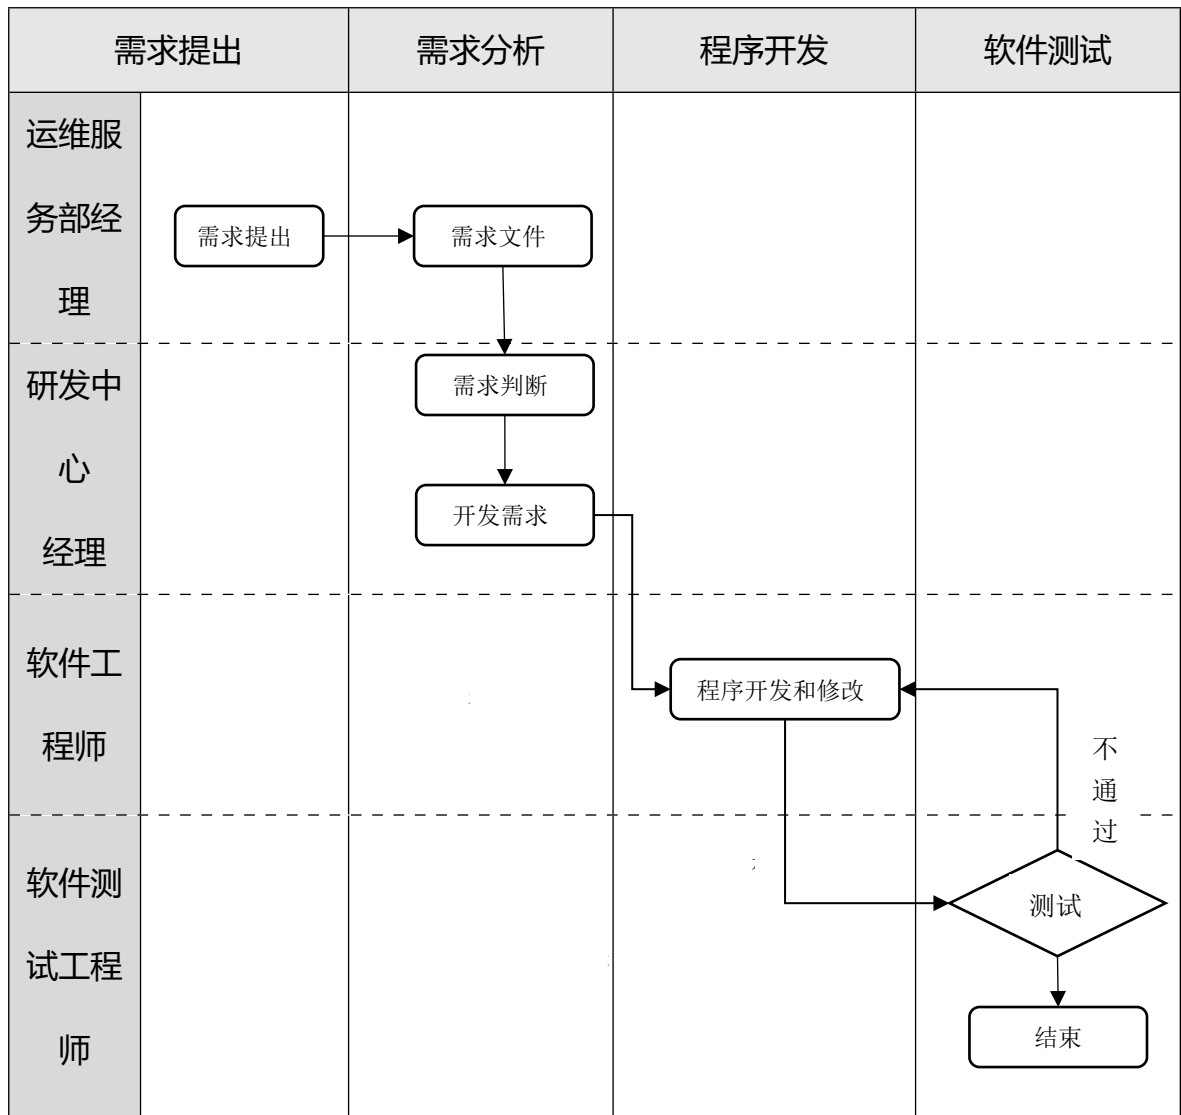 需求提出
需求分析
程序开发
软件测试
运维服
务部经
理
需求提出
需求文件
研发中
心
经理
需求判断
开发需求
软件工
程师
程序开发和修改
不
通
过
软件测
试工程
师
测试
结束